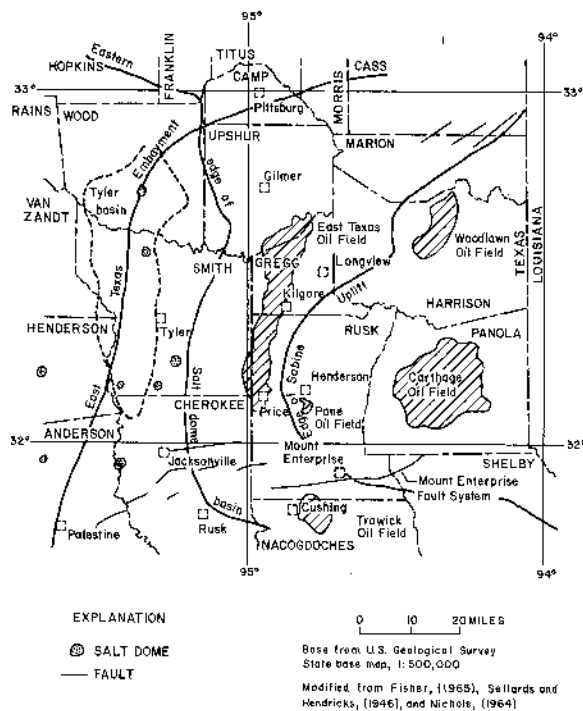 95°
94°
Eastern
FRANKLIN
TITUS
HOPKINS
CAMP
MORRIS
CASS
33°
33°
RAINS
WOOD
Pittsburg
UPSHUR
MARION
Embayment
edge of
Gilmer
Tyler
basin
VAN
ZANDT
East Texas
Oil Field
Woodlawn
Oil Field
TEXAS
LOUISIANA
SMITH
GREGG
Longview
Texas
Kilgore
Uplift
HARRISON
HENDERSON
Tyler
RUSK
PANOLA
Salt
Edge of Sabine
Henderson
Carthage
Oil Field
East
CHEROKEE
Price
Pone
Oil Field
dome
32°
32°
ANDERSON
Mount
Enterprise
SHELBY
Jacksonville
Mount Enterprise
Fault System
basin
Cushing
Trawick
Oil Field
Palestine
Rusk
NACOGDOCHES
95°
94°
EXPLANATION
SALT DOME
FAULT
0 10 20 MILES
Base from U.S. Geological Survey
State base map, 1:500,000
Modified from Fisher, (1965), Sellards and
Hendricks, (1946), and Nichols, (1964)